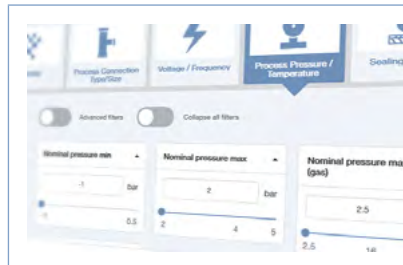 Process Connection
Type/Size
Voltage / Frequency
Process Pressure /
Temperature
Sealing
Advanced filters
Collapse all filters
Nominal pressure min
Nominal pressure max
Nominal pressure ma
(gas)
-1
bar
2
bar
2.5
-1
0.5
2
4
5
2.5
16